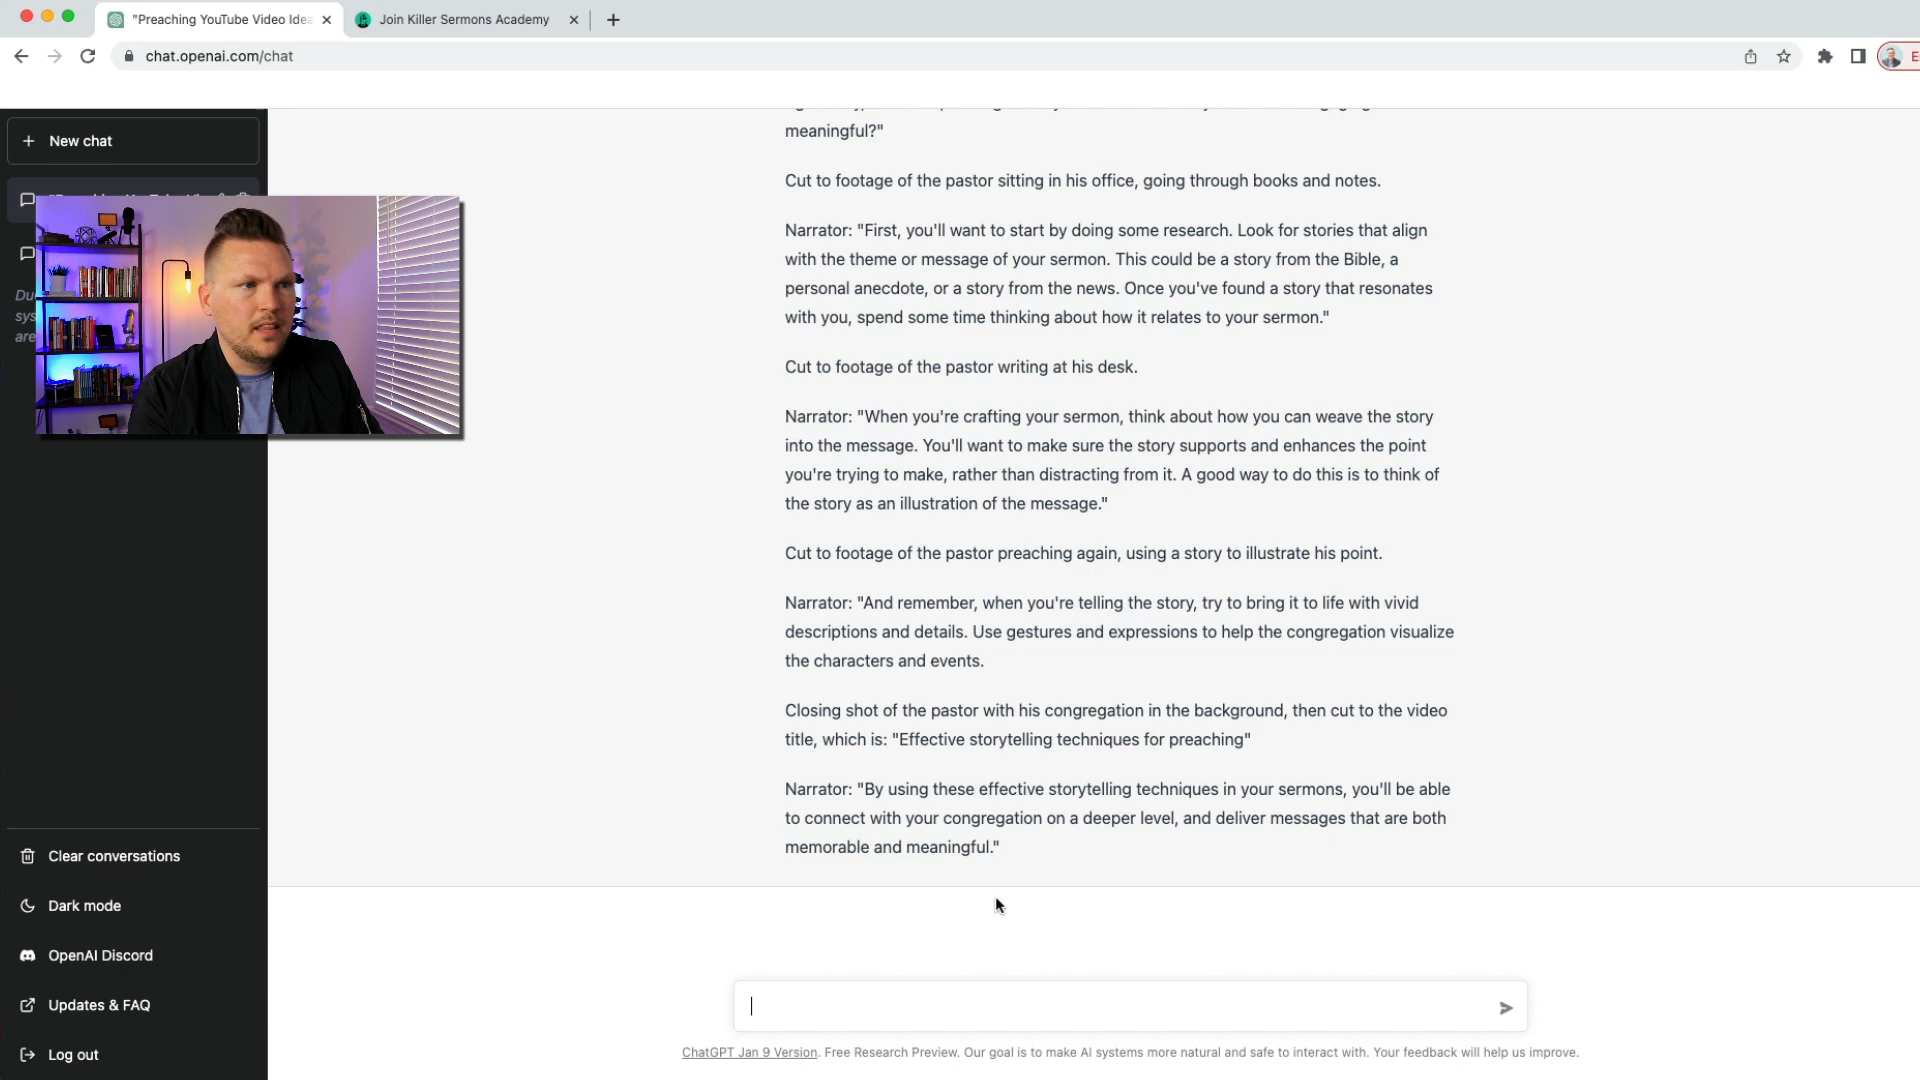 "Preaching YouTube Video Idea
Join Killer Sermons Academy
chat.openai.com/chat
New chat
Clear conversations
Dark mode
OpenAI Discord
Updates & FAQ
Log out
meaningful?"
Cut to footage of the pastor sitting in his office, going through books and notes.
Narrator: "First, you'll want to start by doing some research. Look for stories that align
with the theme or message of your sermon. This could be a story from the Bible, a
personal anecdote, or a story from the news. Once you've found a story that resonates
with you, spend some time thinking about how it relates to your sermon."
Cut to footage of the pastor writing at his desk.
Narrator: "When you're crafting your sermon, think about how you can weave the story
into the message. You'll want to make sure the story supports and enhances the point
you're trying to make, rather than distracting from it. A good way to do this is to think of
the story as an illustration of the message."
Cut to footage of the pastor preaching again, using a story to illustrate his point.
Narrator: "And remember, when you're telling the story, try to bring it to life with vivid
descriptions and details. Use gestures and expressions to help the congregation visualize
the characters and events.
Closing shot of the pastor with his congregation in the background, then cut to the video
title, which is: "Effective storytelling techniques for preaching"
Narrator: "By using these effective storytelling techniques in your sermons, you'll be able
to connect with your congregation on a deeper level, and deliver messages that are both
memorable and meaningful."
ChatGPT Jan 9 Version. Free Research Preview. Our goal is to make AI systems more natural and safe to interact with. Your feedback will help us improve.